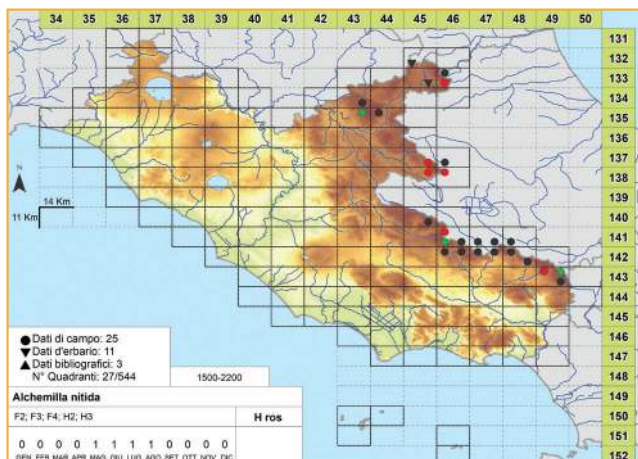 34 35 36 37 38 39 40 41 42 43 44 45 46 47 48 49 50
131
132
133
134
135
136
137
138
139
140
141
142
143
144
145
146
147
148
149
150
151
152
N
14 Km
11 Km
Dati di campo: 25
Dati d'erbario: 11
Dati bibliografici: 3
N° Quadranti: 27/544
1500-2200
Alchemilla nitida
F2; F3; F4; H2; H3
H ros
0 0 0 0 1 1 1 1 0 0 0 0
GEN FEB MAR APR MAG GIU LUG AGO SET OTT NOV DIC